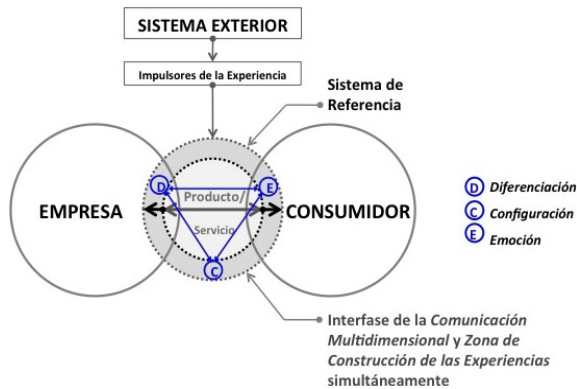 SISTEMA EXTERIOR
Impulsores de la Experiencia
Sistema de
Referencia
D
E
Producto/
EMPRESA
CONSUMIDOR
Servicio
C
D Diferenciación
C Configuración
E Emoción
Interfase de la Comunicación
Multidimensional y Zona de
Construcción de las Experiencias
simultáneamente